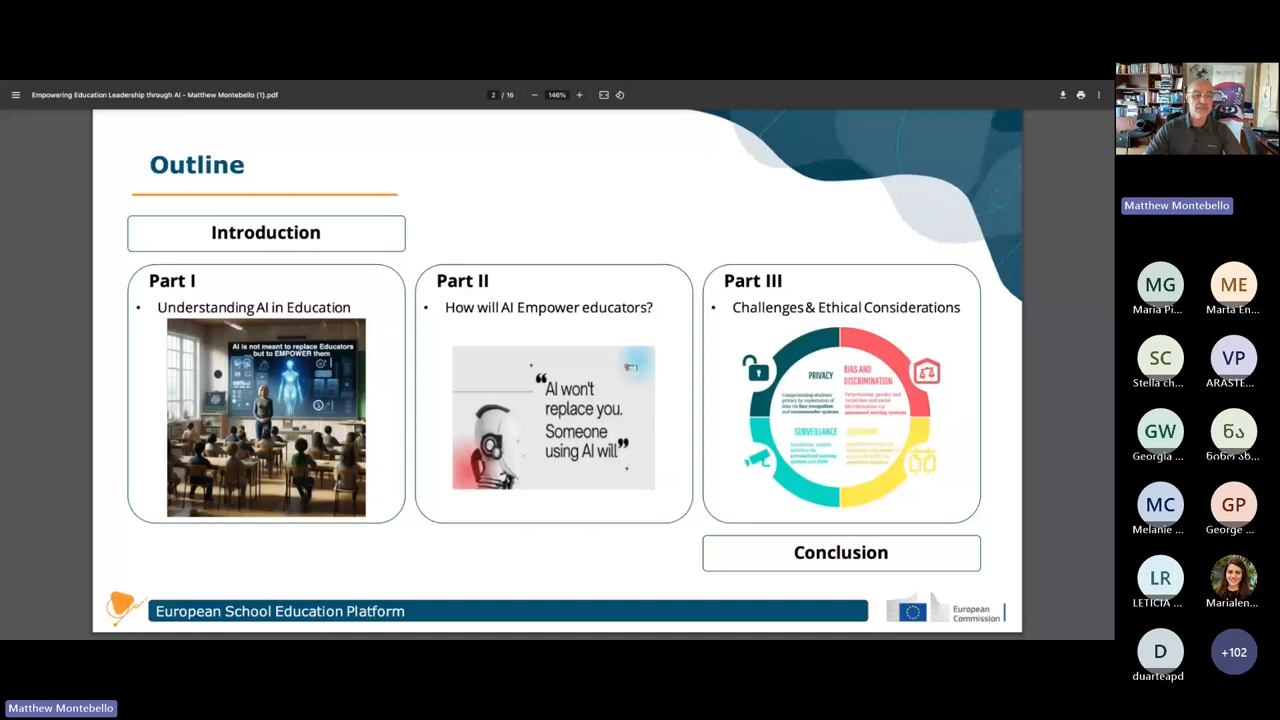 Empowering Education Leadership through AI - Matthew Montebello (1).pdf
2 / 16
146%
Outline
Introduction
Part I
• Understanding AI in Education
AI is not meant to replace Educators
but to EMPOWER them
Part II
• How will AI Empower educators?
“AI won't
replace you.
Someone
using AI will”
Part III
• Challenges & Ethical Considerations
PRIVACY
BIAS AND
DISCRIMINATION
SURVEILLANCE
Conclusion
European School Education Platform
European
Commission
Matthew Montebello
MG
Maria Pi...
ME
Marta En...
SC
Stella ch...
VP
ARASTE...
GW
Georgia ...
ნა
ნინო ან...
MC
Melanie ...
GP
George ...
LR
LETICIA ...
Marialen...
D
duarteapd
+102
Matthew Montebello